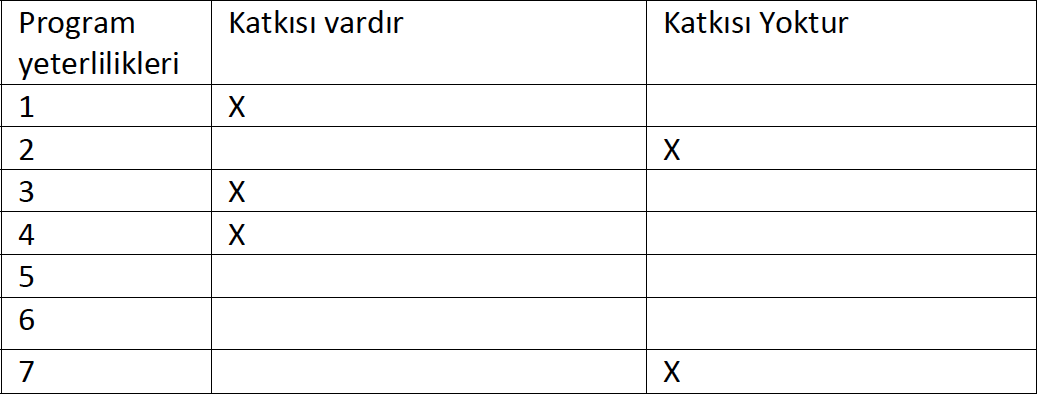 Program yeterlilikleri Katkısı vardır Katkısı Yoktur
1 X
2 X
3 X
4 X
5
6
7 X